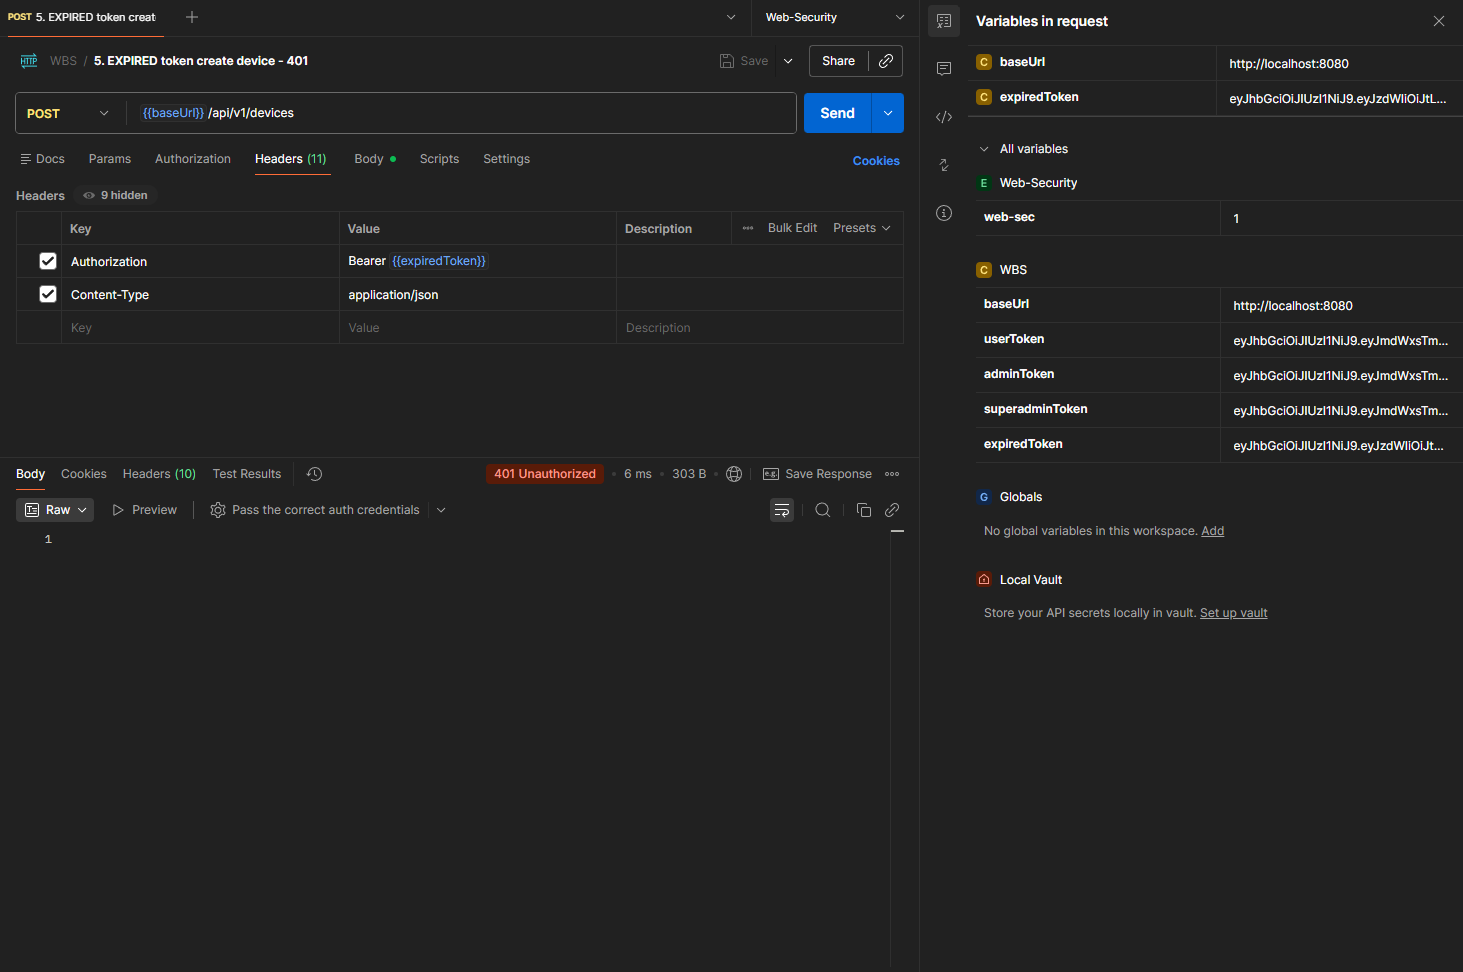 POST 5. EXPIRED token creat
Web-Security
HTTP WBS / 5. EXPIRED token create device - 401
Save
Share
POST {{baseUrl}} /api/v1/devices
Send
Docs Params Authorization Headers (11) Body Scripts Settings
Cookies
Headers 9 hidden
Key Value Description Bulk Edit Presets
Authorization Bearer {{expiredToken}}
Content-Type application/json
Key Value Description
Body Cookies Headers (10) Test Results
401 Unauthorized • 6 ms • 303 B •
e.g. Save Response
Raw Preview Pass the correct auth credentials
1
Variables in request
C baseUrl http://localhost:8080
C expiredToken eyJhbGciOiJIUzI1NiJ9.eyJzdWIiOiJtL...
All variables
E Web-Security
web-sec 1
C WBS
baseUrl http://localhost:8080
userToken eyJhbGciOiJIUzI1NiJ9.eyJmdWxsTm...
adminToken eyJhbGciOiJIUzI1NiJ9.eyJmdWxsTm...
superadminToken eyJhbGciOiJIUzI1NiJ9.eyJmdWxsTm...
expiredToken eyJhbGciOiJIUzI1NiJ9.eyJzdWIiOiJt...
G Globals
No global variables in this workspace. Add
Local Vault
Store your API secrets locally in vault. Set up vault